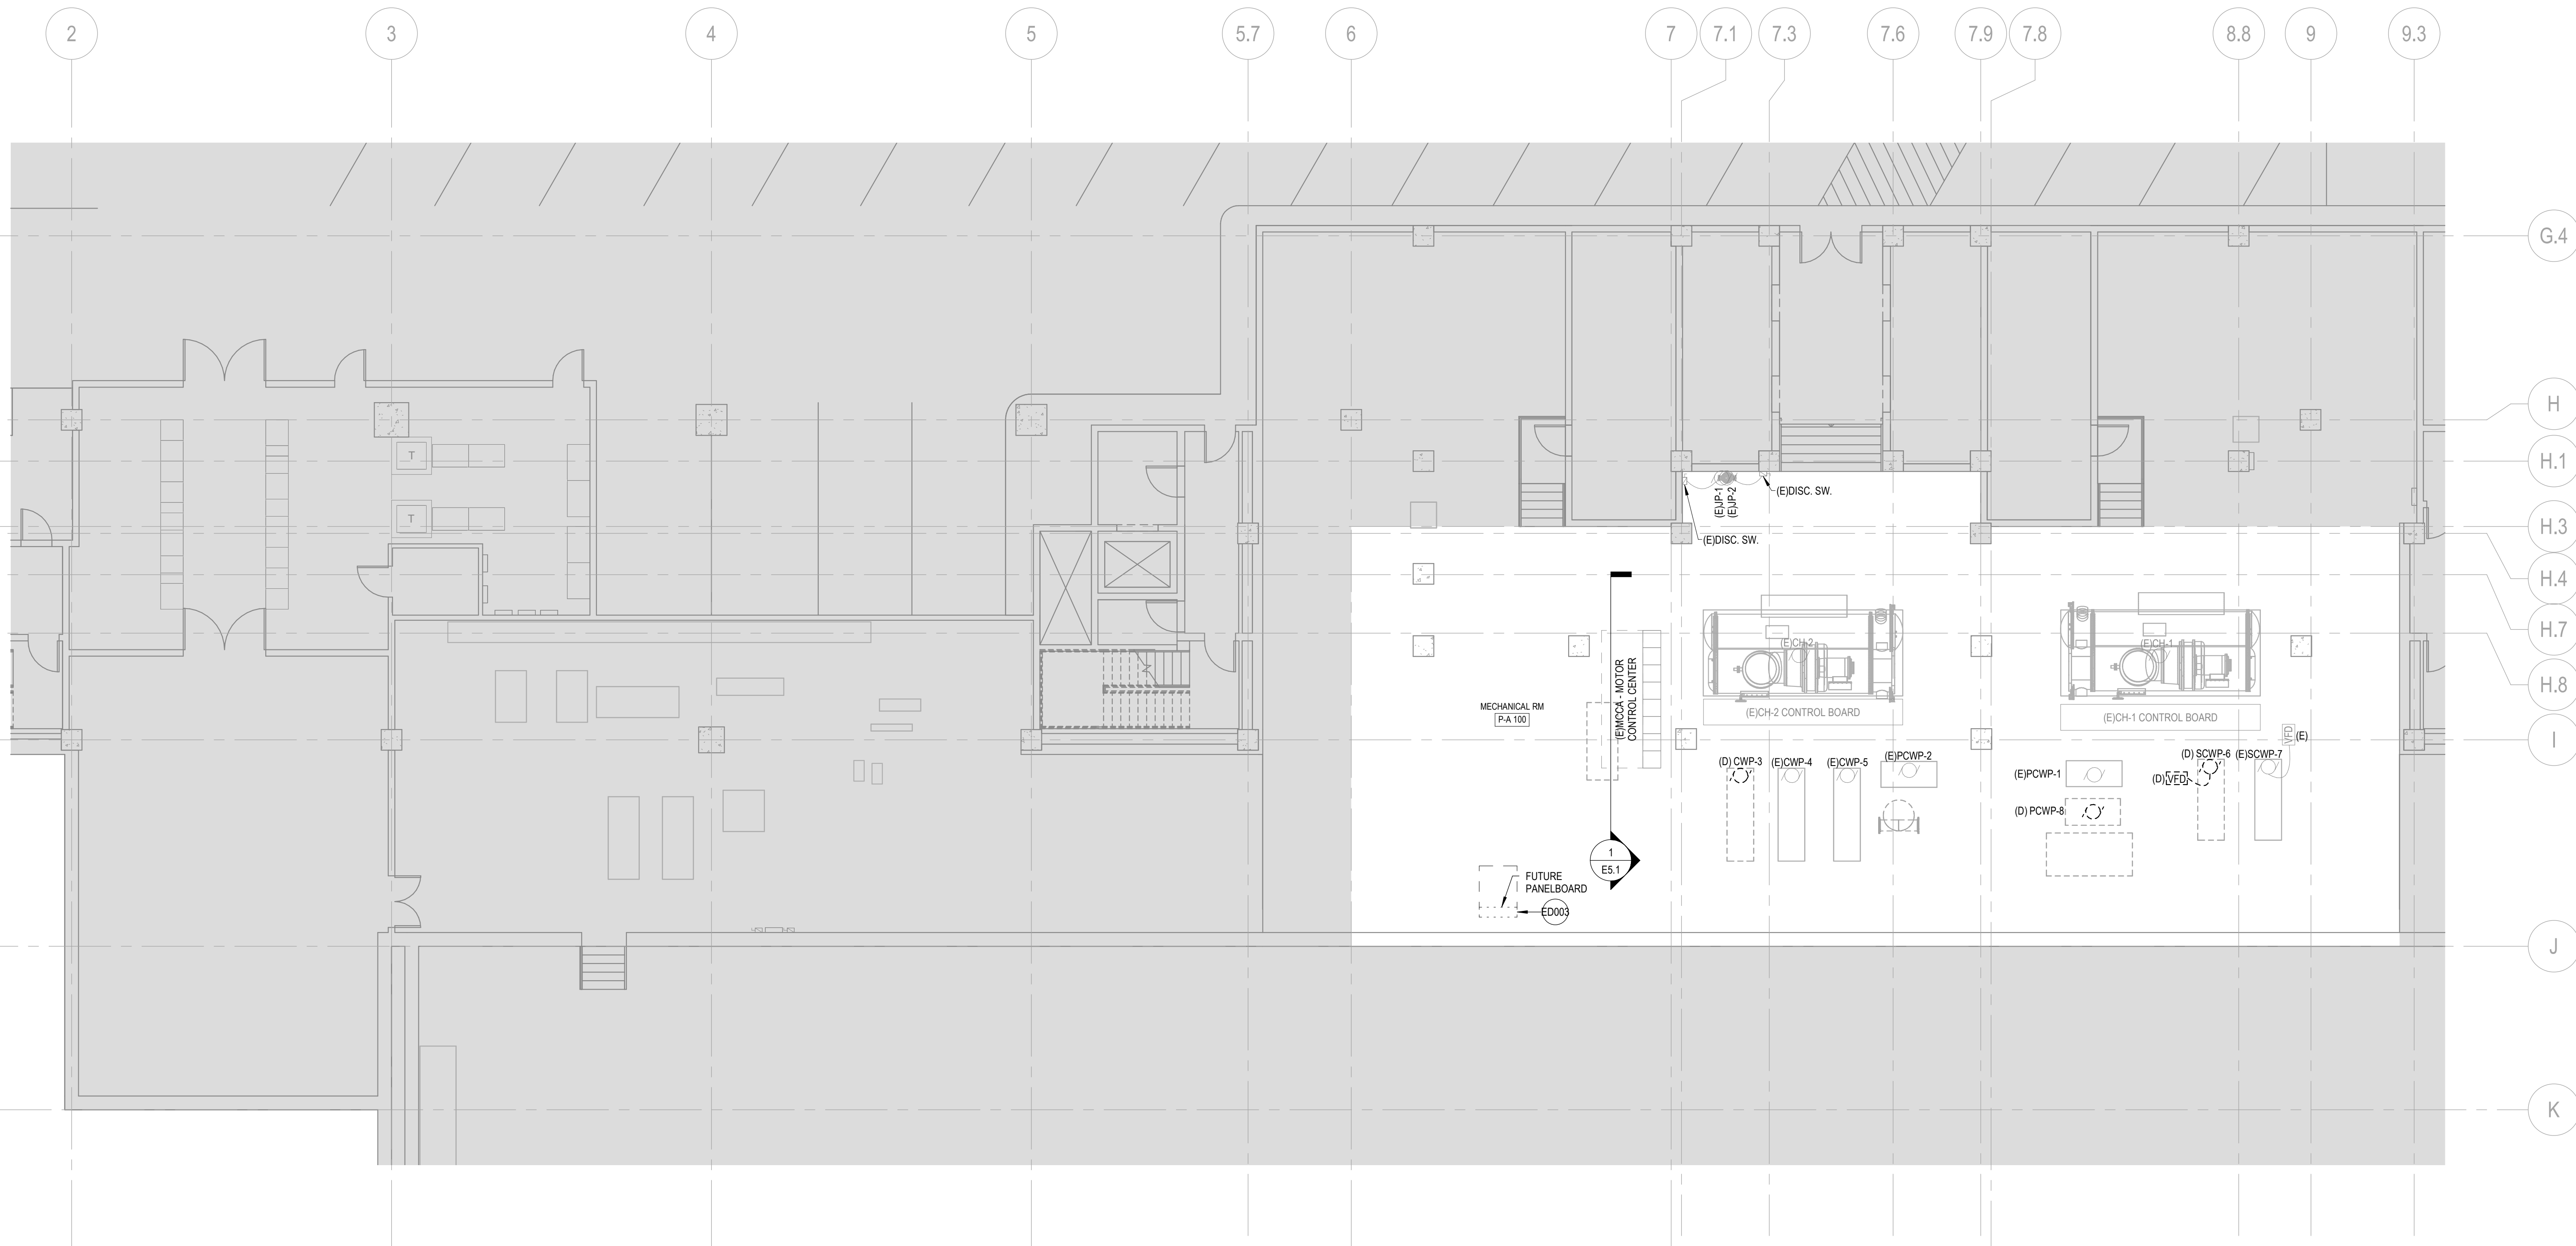 2
3
4
5
5.7
6
7
7.1
7.3
7.6
7.9
7.8
8.8
9
9.3
G.4
H
H.1
H.3
H.4
H.7
H.8
I
J
K
T
T
(E)JP-1
(E)JP-2
(E)DISC. SW.
(E)DISC. SW.
(E)CH-2
(E)CH-1
(E)MCCA - MOTOR
CONTROL CENTER
MECHANICAL RM
P-A 100
(E)CH-2 CONTROL BOARD
(E)CH-1 CONTROL BOARD
VFD
(E)
(D) CWP-3
(E)CWP-4
(E)CWP-5
(E)PCWP-2
(E)PCWP-1
(D) SCWP-6
(E)SCWP-7
(D)
VFD
(D) PCWP-8
1
E5.1
FUTURE
PANELBOARD
ED003